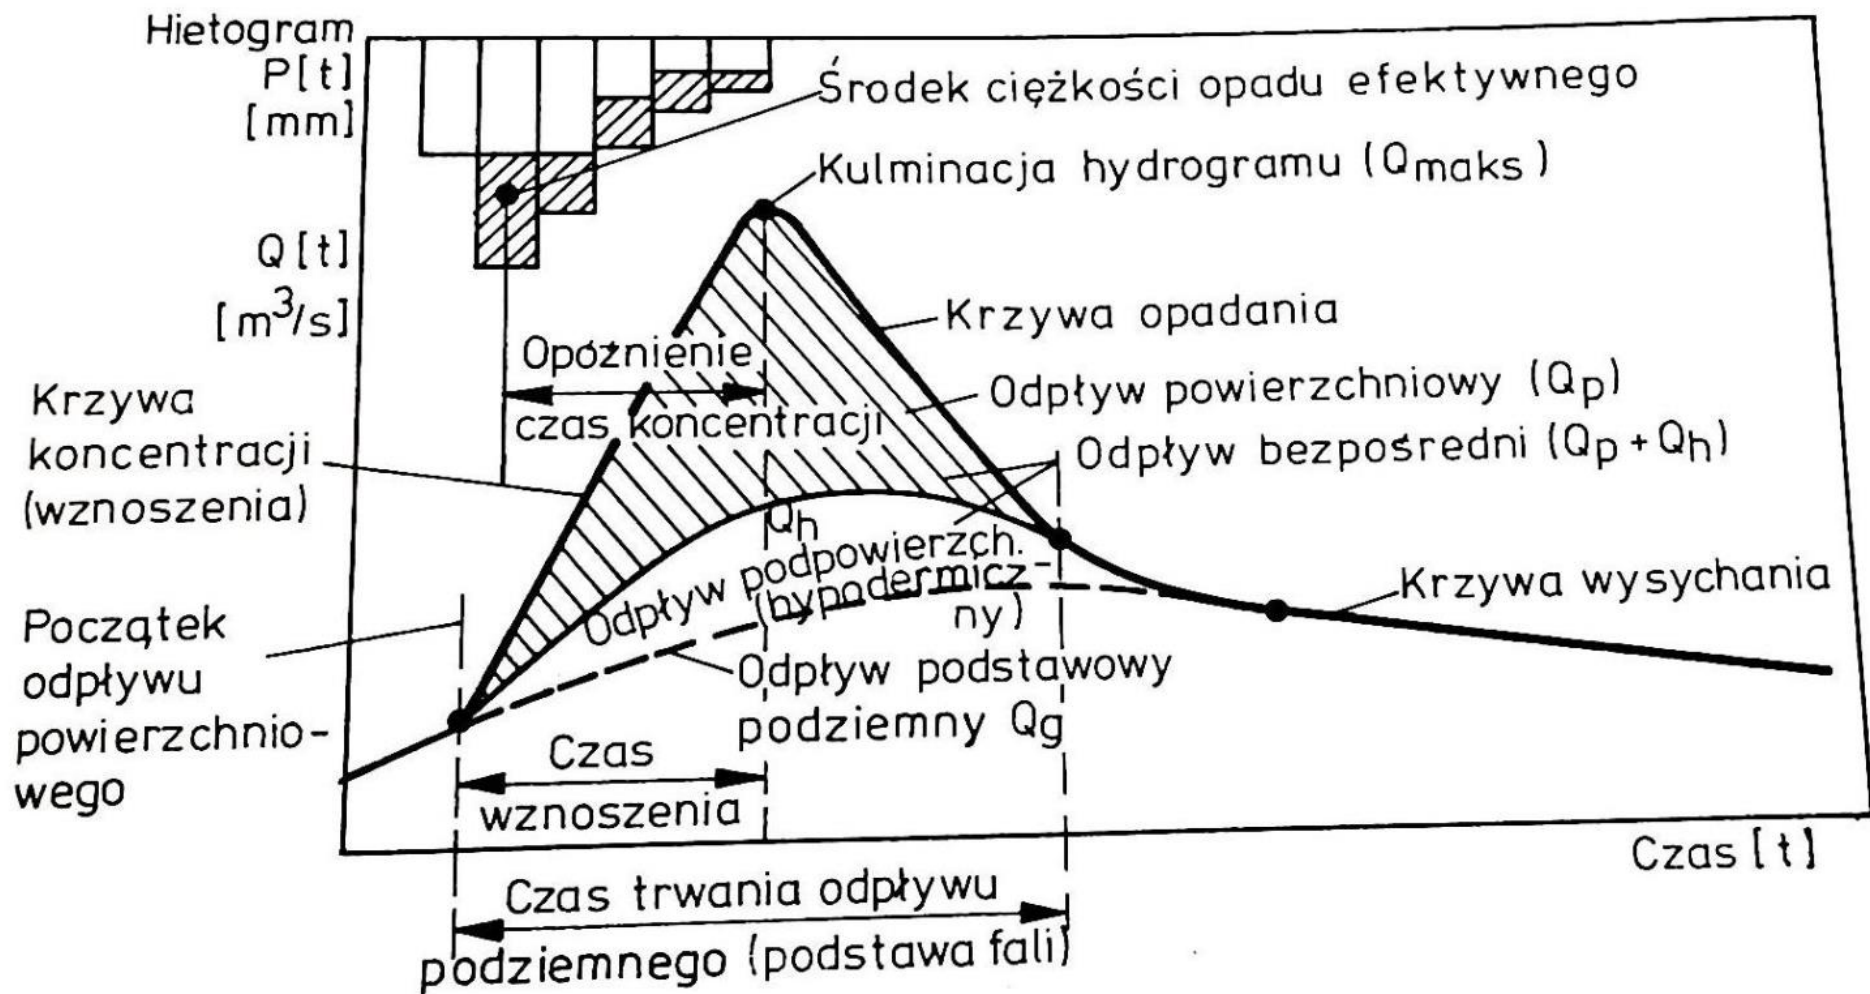 Hietogram
P[t]
[mm]
Środek ciężkości opadu efektywnego
Kulminacja hydrogramu (Qmaks)
Q[t]
[m³/s]
Krzywa opadania
Opóźnienie
czas koncentracji
Odpływ powierzchniowy (Qp)
Odpływ bezpośredni (Qp + Qh)
Krzywa
koncentracji
(wznoszenia)
Qh
Odpływ podpowierzch.
(hypodermicz-
ny)
Krzywa wysychania
Początek
odpływu
powierzchnio-
wego
Odpływ podstawowy
podziemny Qg
Czas
wznoszenia
Czas [t]
Czas trwania odpływu
podziemnego (podstawa fali)